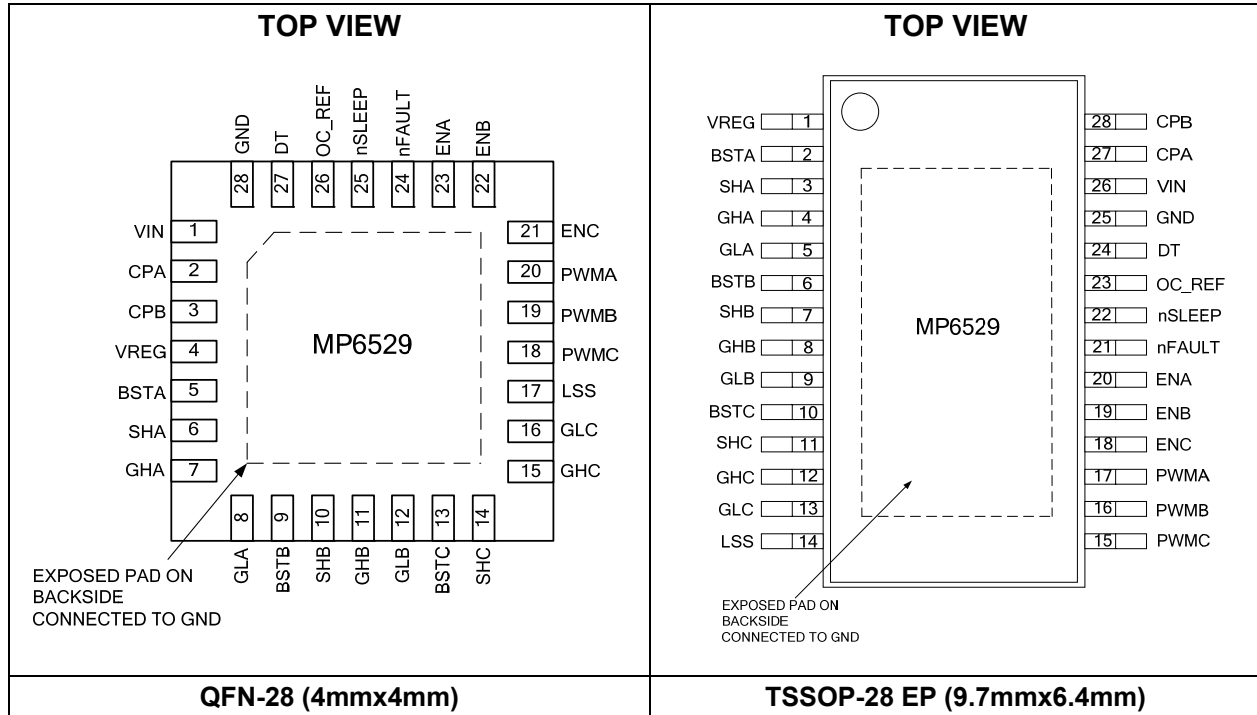 TOP VIEW
GND
DT
OC_REF
nSLEEP
nFAULT
ENA
ENB
28
27
26
25
24
23
22
VIN 1
CPA 2
CPB 3
VREG 4
BSTA 5
SHA 6
GHA 7
MP6529
21 ENC
20 PWMA
19 PWMB
18 PWMC
17 LSS
16 GLC
15 GHC
8
9
10
11
12
13
14
GLA
BSTB
SHB
GHB
GLB
BSTC
SHC
EXPOSED PAD ON
BACKSIDE
CONNECTED TO GND
QFN-28 (4mmx4mm)
TOP VIEW
VREG 1
BSTA 2
SHA 3
GHA 4
GLA 5
BSTB 6
SHB 7
GHB 8
GLB 9
BSTC 10
SHC 11
GHC 12
GLC 13
LSS 14
MP6529
28 CPB
27 CPA
26 VIN
25 GND
24 DT
23 OC_REF
22 nSLEEP
21 nFAULT
20 ENA
19 ENB
18 ENC
17 PWMA
16 PWMB
15 PWMC
EXPOSED PAD ON
BACKSIDE
CONNECTED TO GND
TSSOP-28 EP (9.7mmx6.4mm)